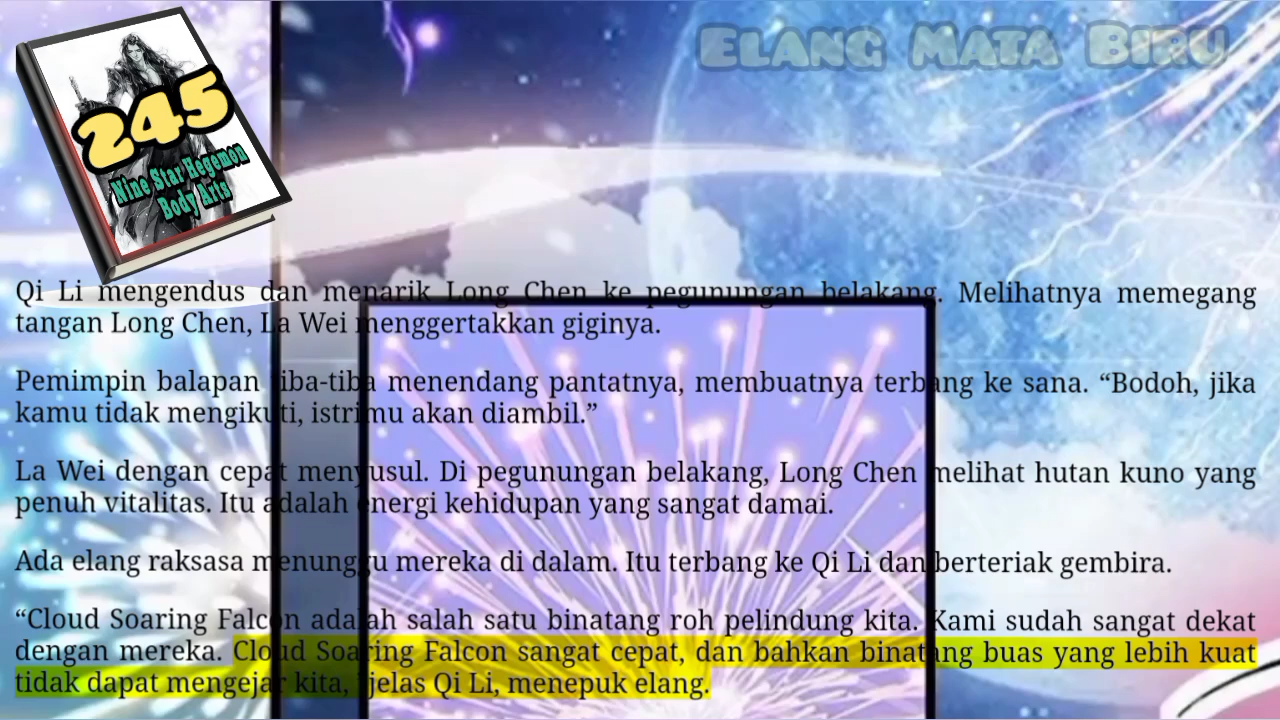 Elang Mata Biru
245
Nine Star Hegemon
Body Arts
Qi Li mengendus dan menarik Long Chen ke pegunungan belakang. Melihatnya memegang
tangan Long Chen, La Wei menggertakkan giginya.
Pemimpin balapan tiba-tiba menendang pantatnya, membuatnya terbang ke sana. “Bodoh, jika
kamu tidak mengikuti, istrimu akan diambil.”
La Wei dengan cepat menyusul. Di pegunungan belakang, Long Chen melihat hutan kuno yang
penuh vitalitas. Itu adalah energi kehidupan yang sangat damai.
Ada elang raksasa menunggu mereka di dalam. Itu terbang ke Qi Li dan berteriak gembira.
“Cloud Soaring Falcon adalah salah satu binatang roh pelindung kita. Kami sudah sangat dekat
dengan mereka. Cloud Soaring Falcon sangat cepat, dan bahkan binatang buas yang lebih kuat
tidak dapat mengejar kita, ”jelas Qi Li, menepuk elang.